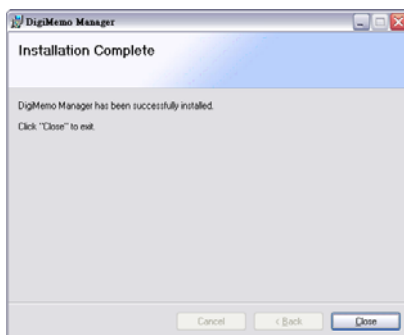 DigiMemo Manager
Installation Complete
DigiMemo Manager has been successfully installed.
Click "Close" to exit.
Cancel
< Back
Close